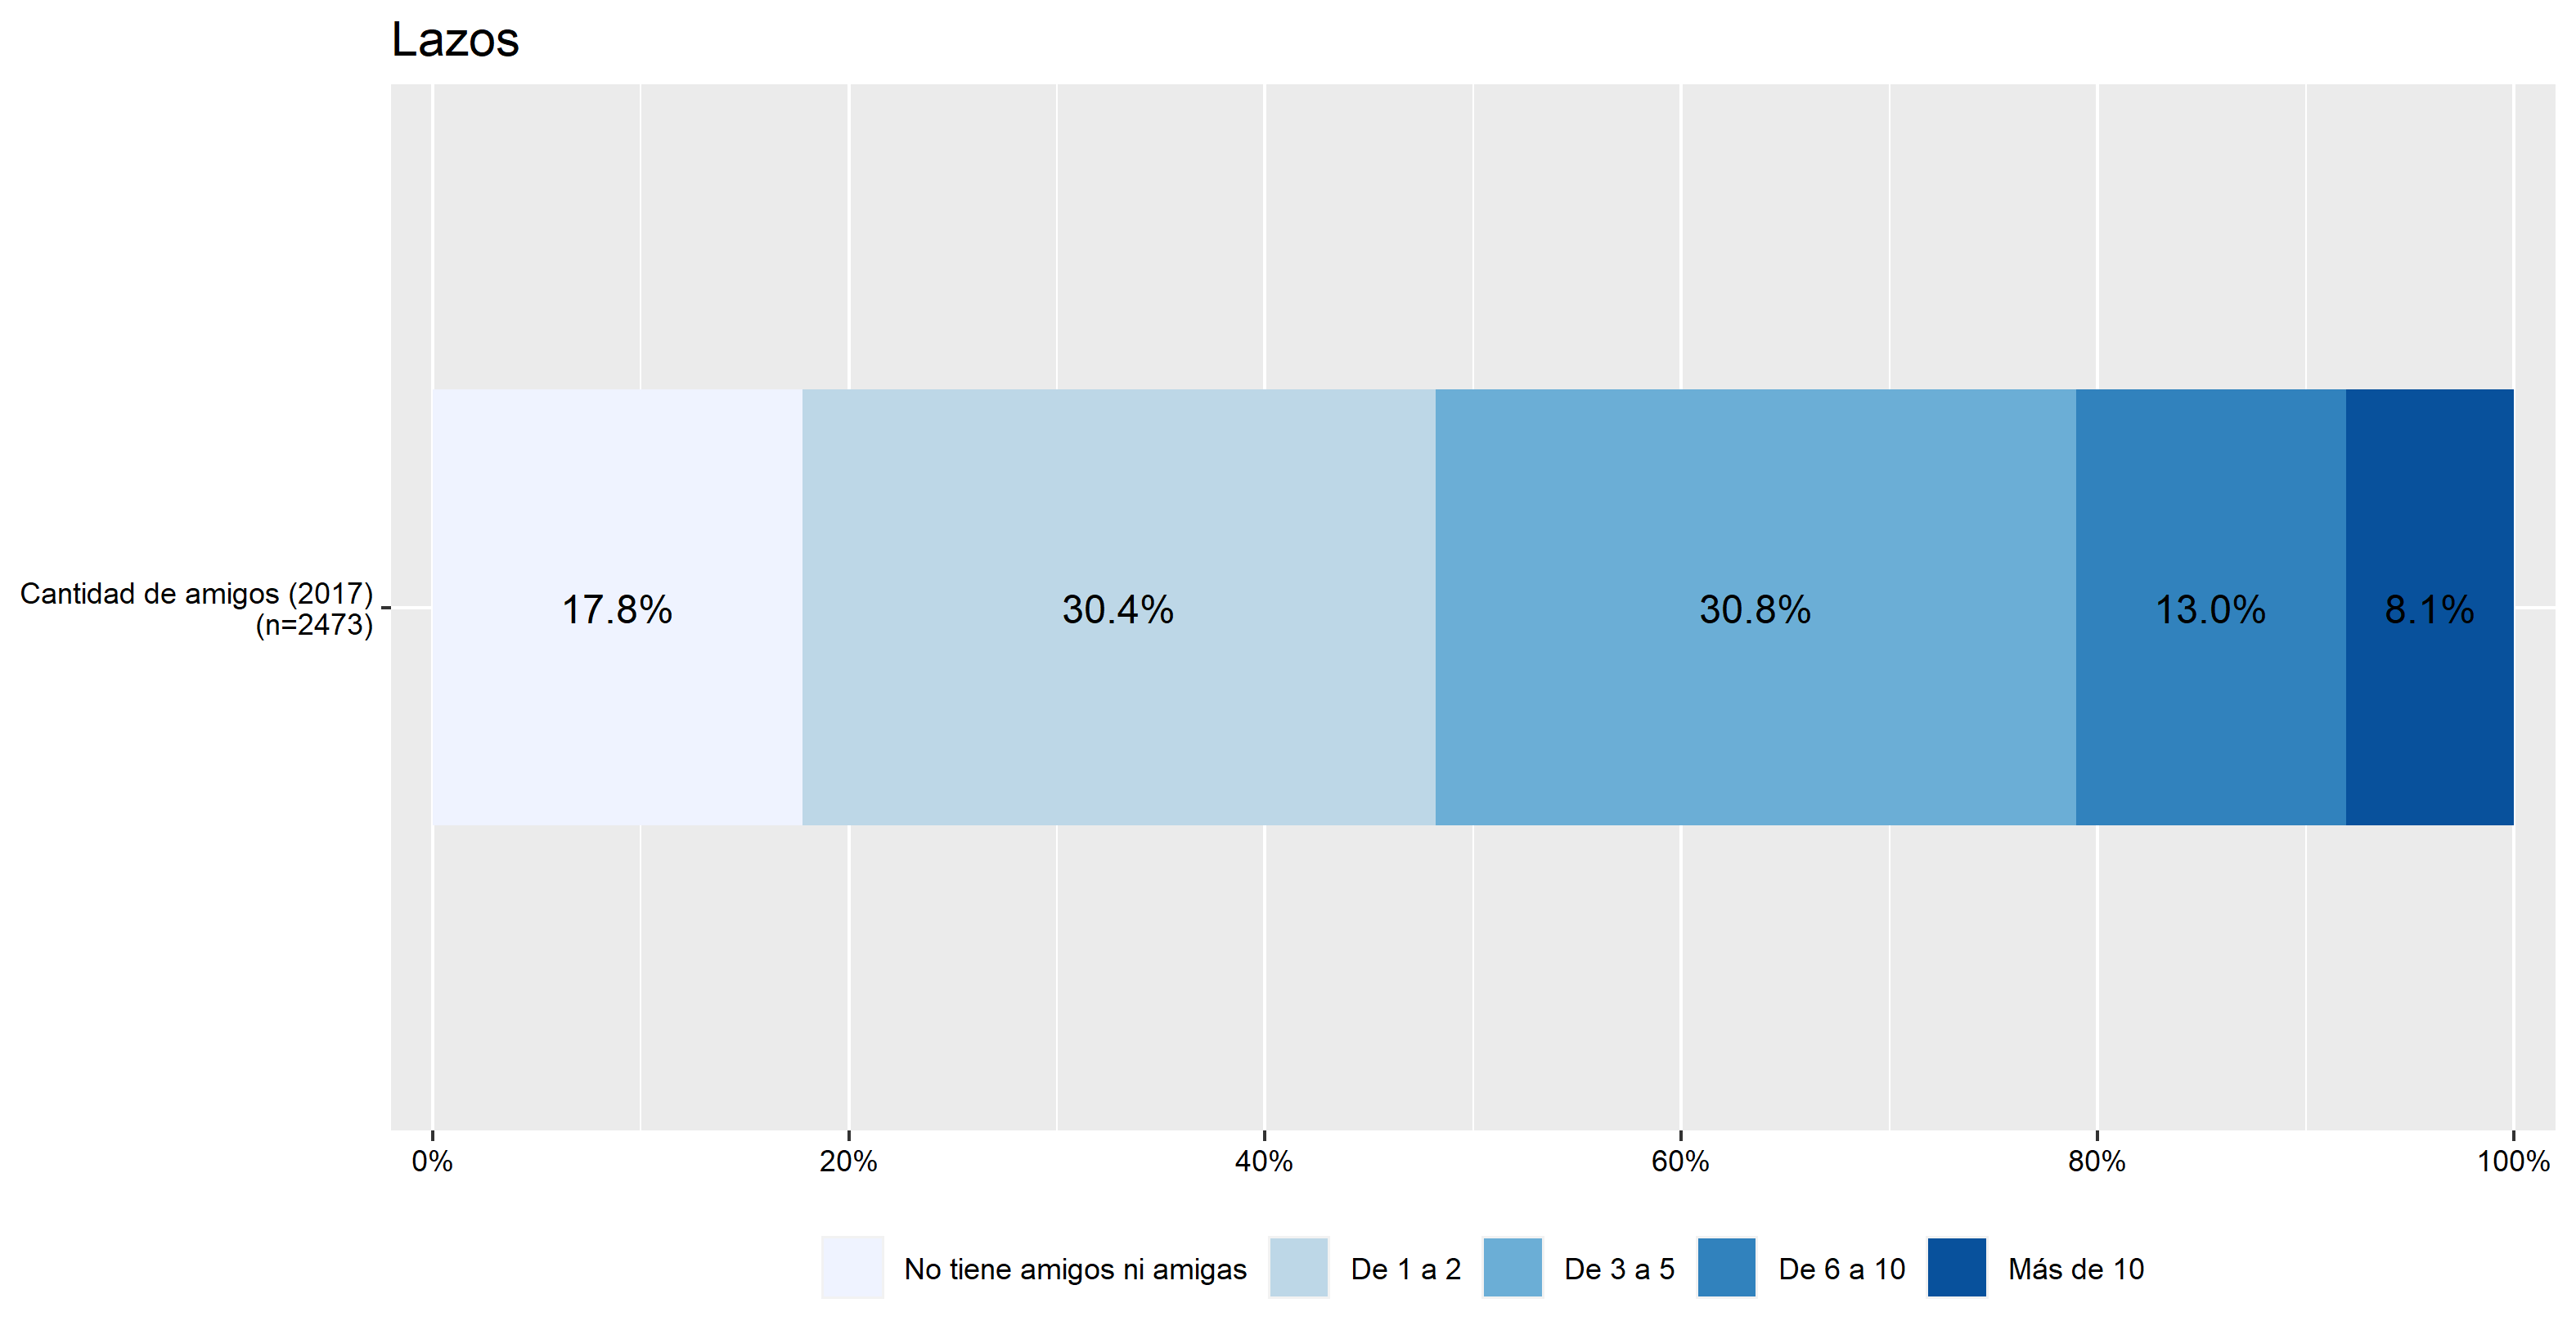 Lazos
Cantidad de amigos (2017)
(n=2473)
17.8%
30.4%
30.8%
13.0%
8.1%
0%
20%
40%
60%
80%
100%
No tiene amigos ni amigas
De 1 a 2
De 3 a 5
De 6 a 10
Más de 10